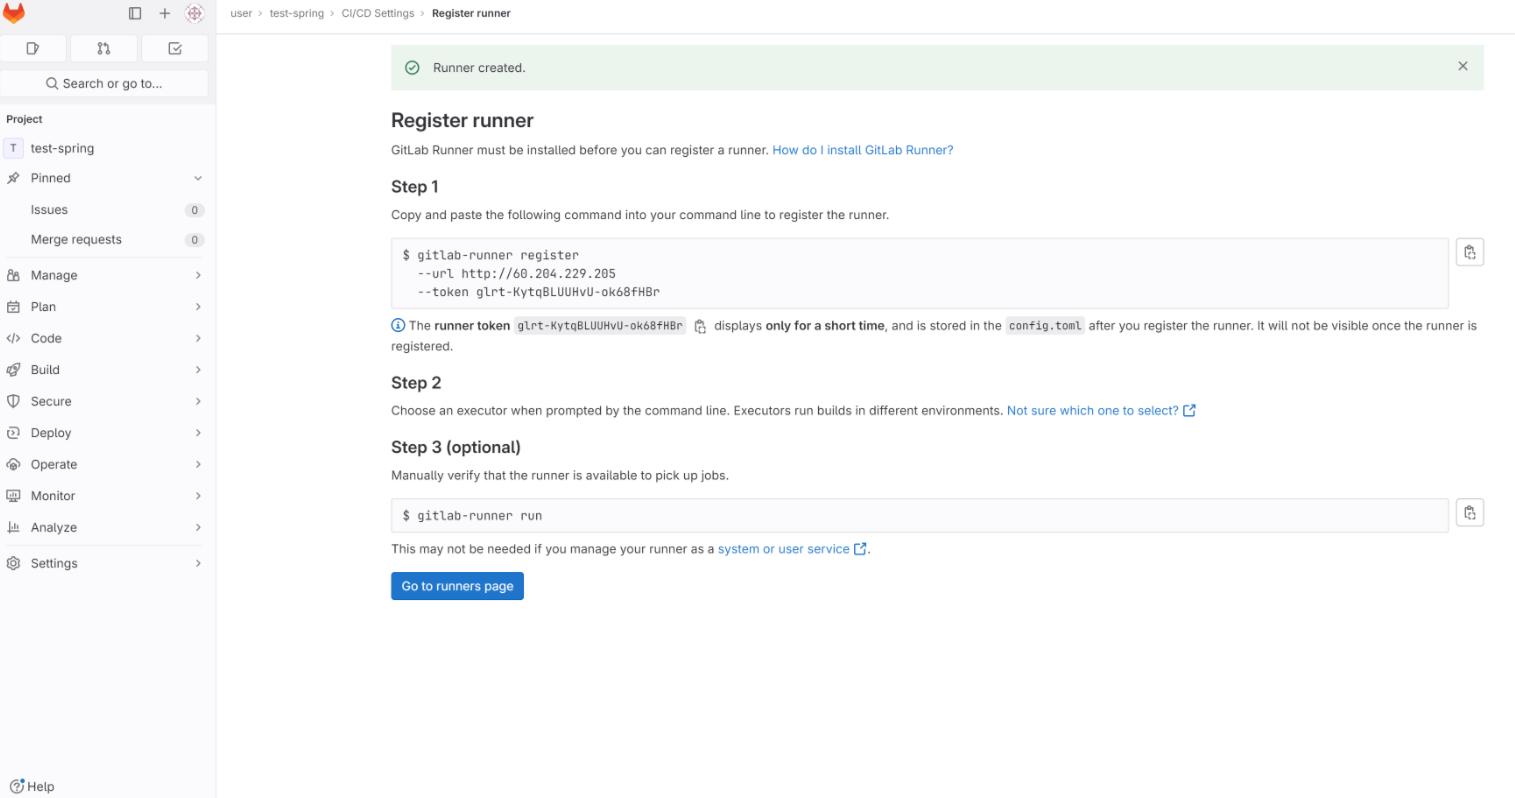 user › test-spring › CI/CD Settings › Register runner
Search or go to...
Project
T test-spring
Pinned
Issues 0
Merge requests 0
Manage
Plan
Code
Build
Secure
Deploy
Operate
Monitor
Analyze
Settings
Help
Runner created.
Register runner
GitLab Runner must be installed before you can register a runner. How do I install GitLab Runner?
Step 1
Copy and paste the following command into your command line to register the runner.
$ gitlab-runner register
--url http://60.204.229.205
--token glrt-KytqBLUUHvU-ok68fHBr
The runner token glrt-KytqBLUUHvU-ok68fHBr displays only for a short time, and is stored in the config.toml after you register the runner. It will not be visible once the runner is
registered.
Step 2
Choose an executor when prompted by the command line. Executors run builds in different environments. Not sure which one to select?
Step 3 (optional)
Manually verify that the runner is available to pick up jobs.
$ gitlab-runner run
This may not be needed if you manage your runner as a system or user service.
Go to runners page